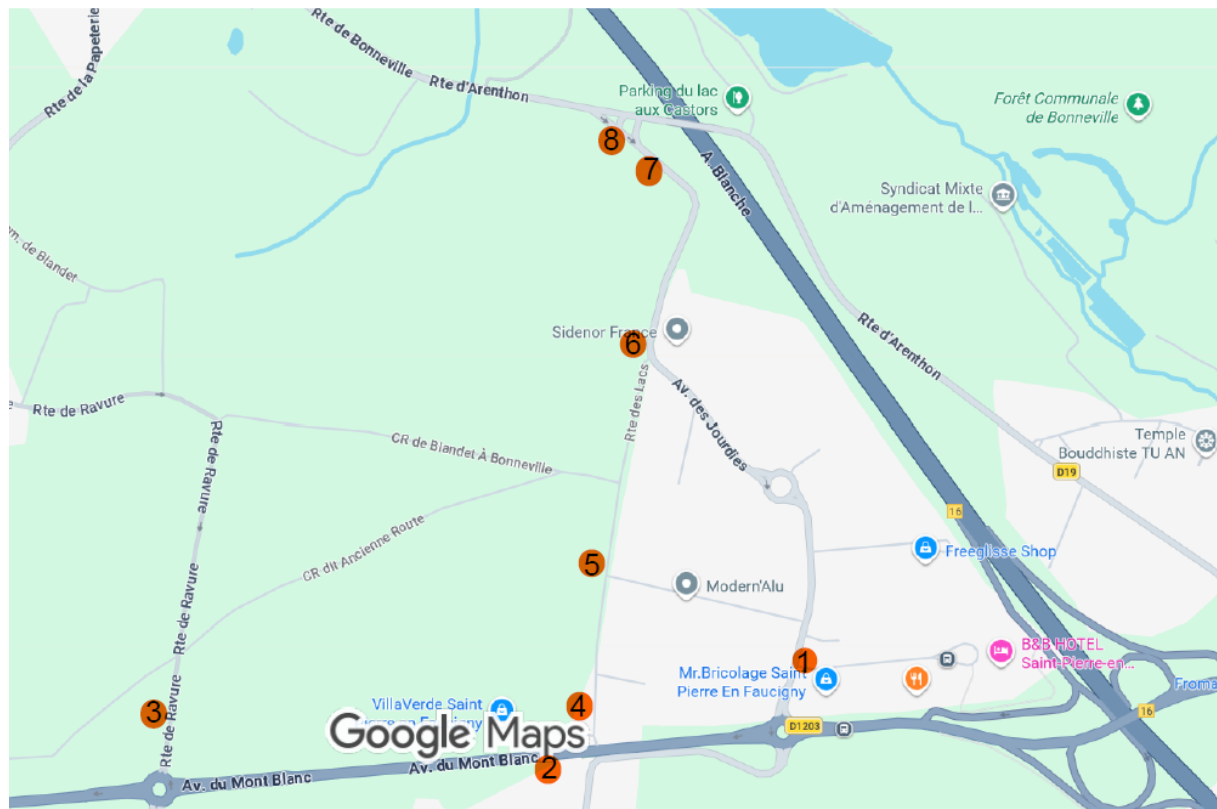 Rte de la Papeterie
Rte de Bonneville
Rte d'Arenthon
Parking du lac
aux Castors
Forêt Communale
de Bonneville
8
7
A. Blanche
Syndicat Mixte
d'Aménagement de l...
m. de Blandet
Sidenor France
6
Rte d'Arenthon
Rte des Lacs
Av. des Jourdies
Rte de Ravure
Rte de Ravure
CR de Blandet À Bonneville
Temple
Bouddhiste TU AN
D19
16
CR dit Ancienne Route
5
Freeglisse Shop
Modern'Alu
Rte de Ravure
1
B&B HOTEL
Saint-Pierre-en...
Mr.Bricolage Saint
Pierre En Faucigny
Rte de Ravure
3
VillaVerde Saint
Pierre en Faucigny
4
Froma
16
D1203
Google Maps
2
Av. du Mont Blanc
Av. du Mont Blanc